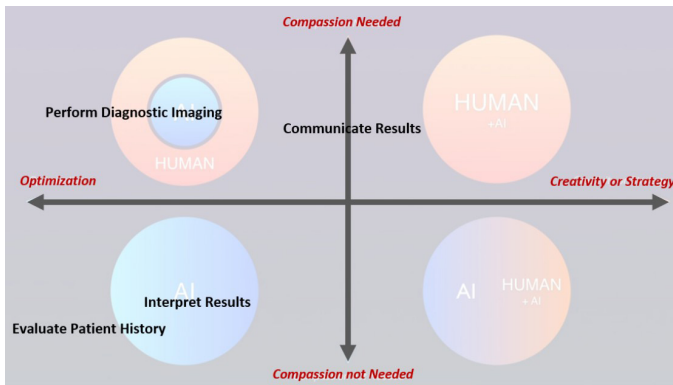 Compassion Needed
AI
Perform Diagnostic Imaging
HUMAN
+AI
Communicate Results
HUMAN
Optimization
Creativity or Strategy
AI
Interpret Results
Evaluate Patient History
AI
HUMAN
+ AI
Compassion not Needed